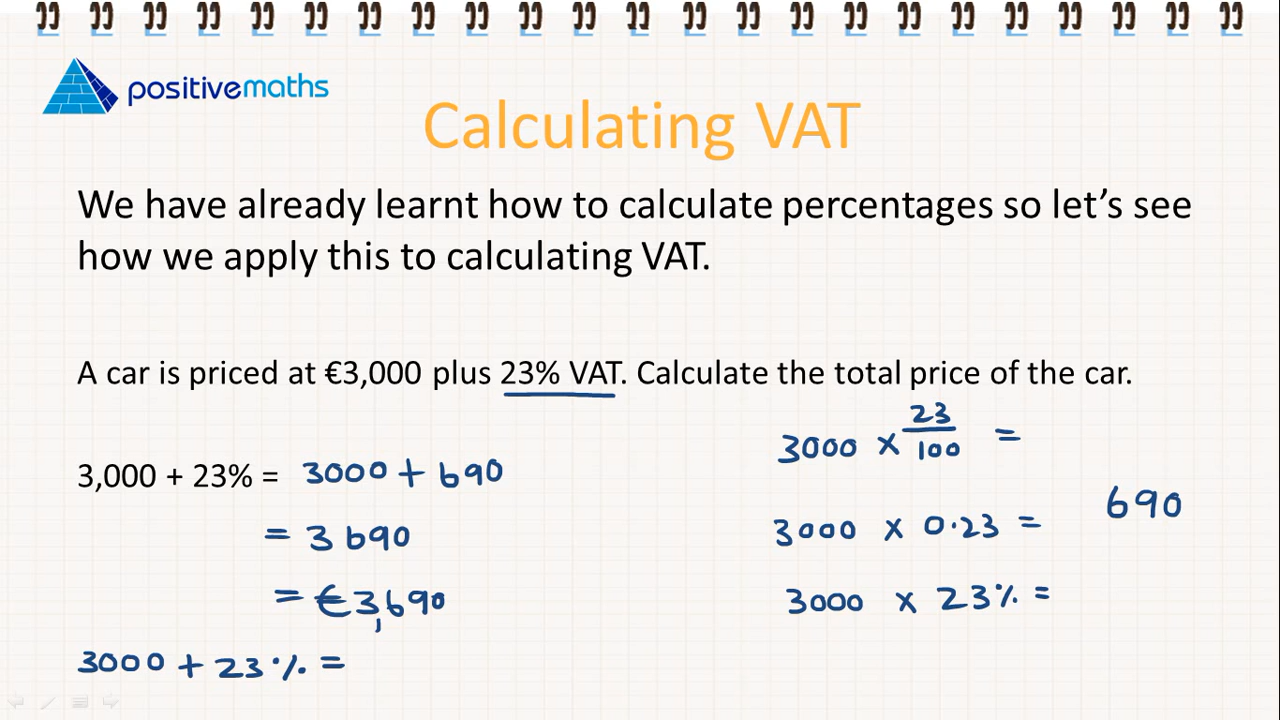 positivemaths
Calculating VAT
We have already learnt how to calculate percentages so let's see
how we apply this to calculating VAT.
A car is priced at €3,000 plus 23% VAT. Calculate the total price of the car.
3,000 + 23% = 3000 + 690
= 3690
= €3,690
3000 + 23% =
3000 × 23/100 =
3000 × 0·23 =
690
3000 × 23% =